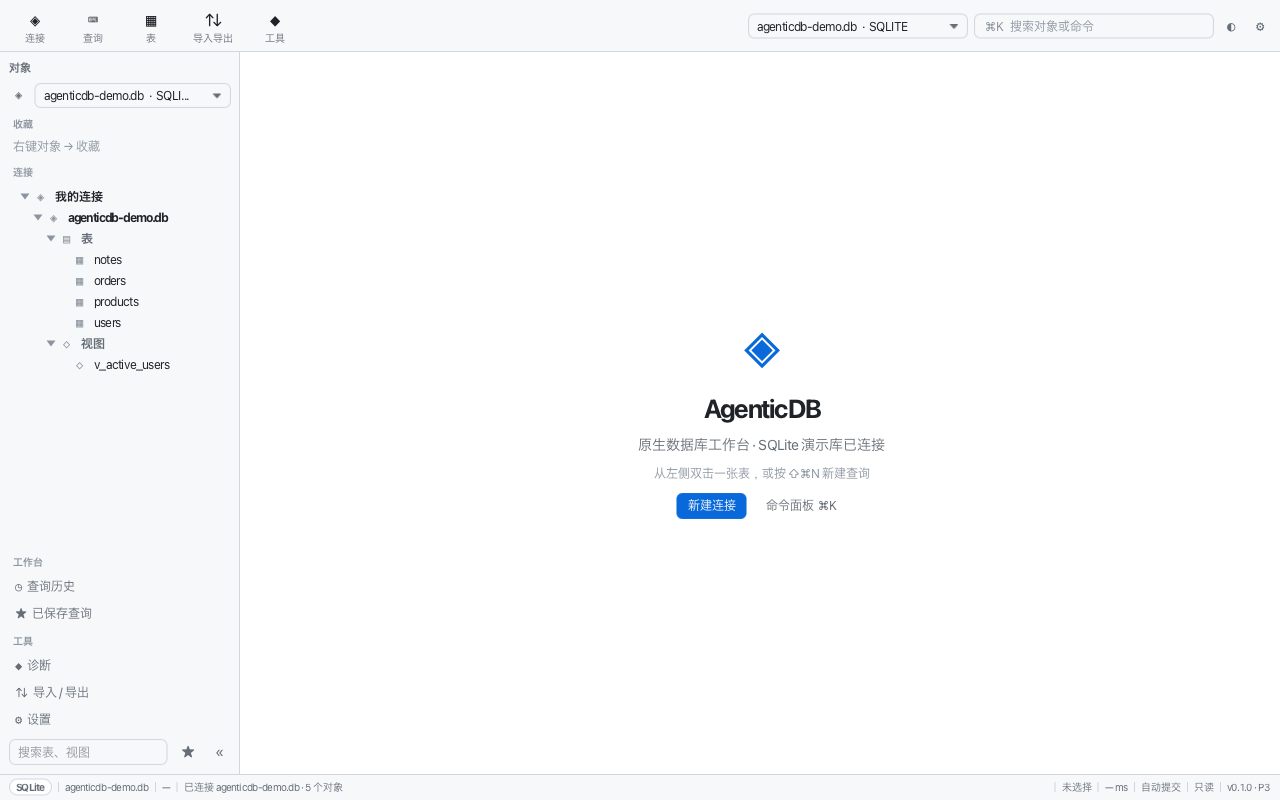 连接 查询 表 导入导出 工具 agenticdb-demo.db · SQLITE ⌘K 搜索对象或命令
对象
agenticdb-demo.db · SQLI...
收藏
右键对象 → 收藏
连接
我的连接
agenticdb-demo.db
表
notes
orders
products
users
视图
v_active_users
AgenticDB
原生数据库工作台 · SQLite 演示库已连接
从左侧双击一张表，或按 ⇧⌘N 新建查询
新建连接 命令面板 ⌘K
工作台
查询历史
已保存查询
工具
诊断
导入 / 导出
设置
搜索表、视图 «
SQLite | agenticdb-demo.db | — | 已连接 agenticdb-demo.db · 5 个对象 | 未选择 | — ms | 自动提交 | 只读 | v0.1.0 · P3